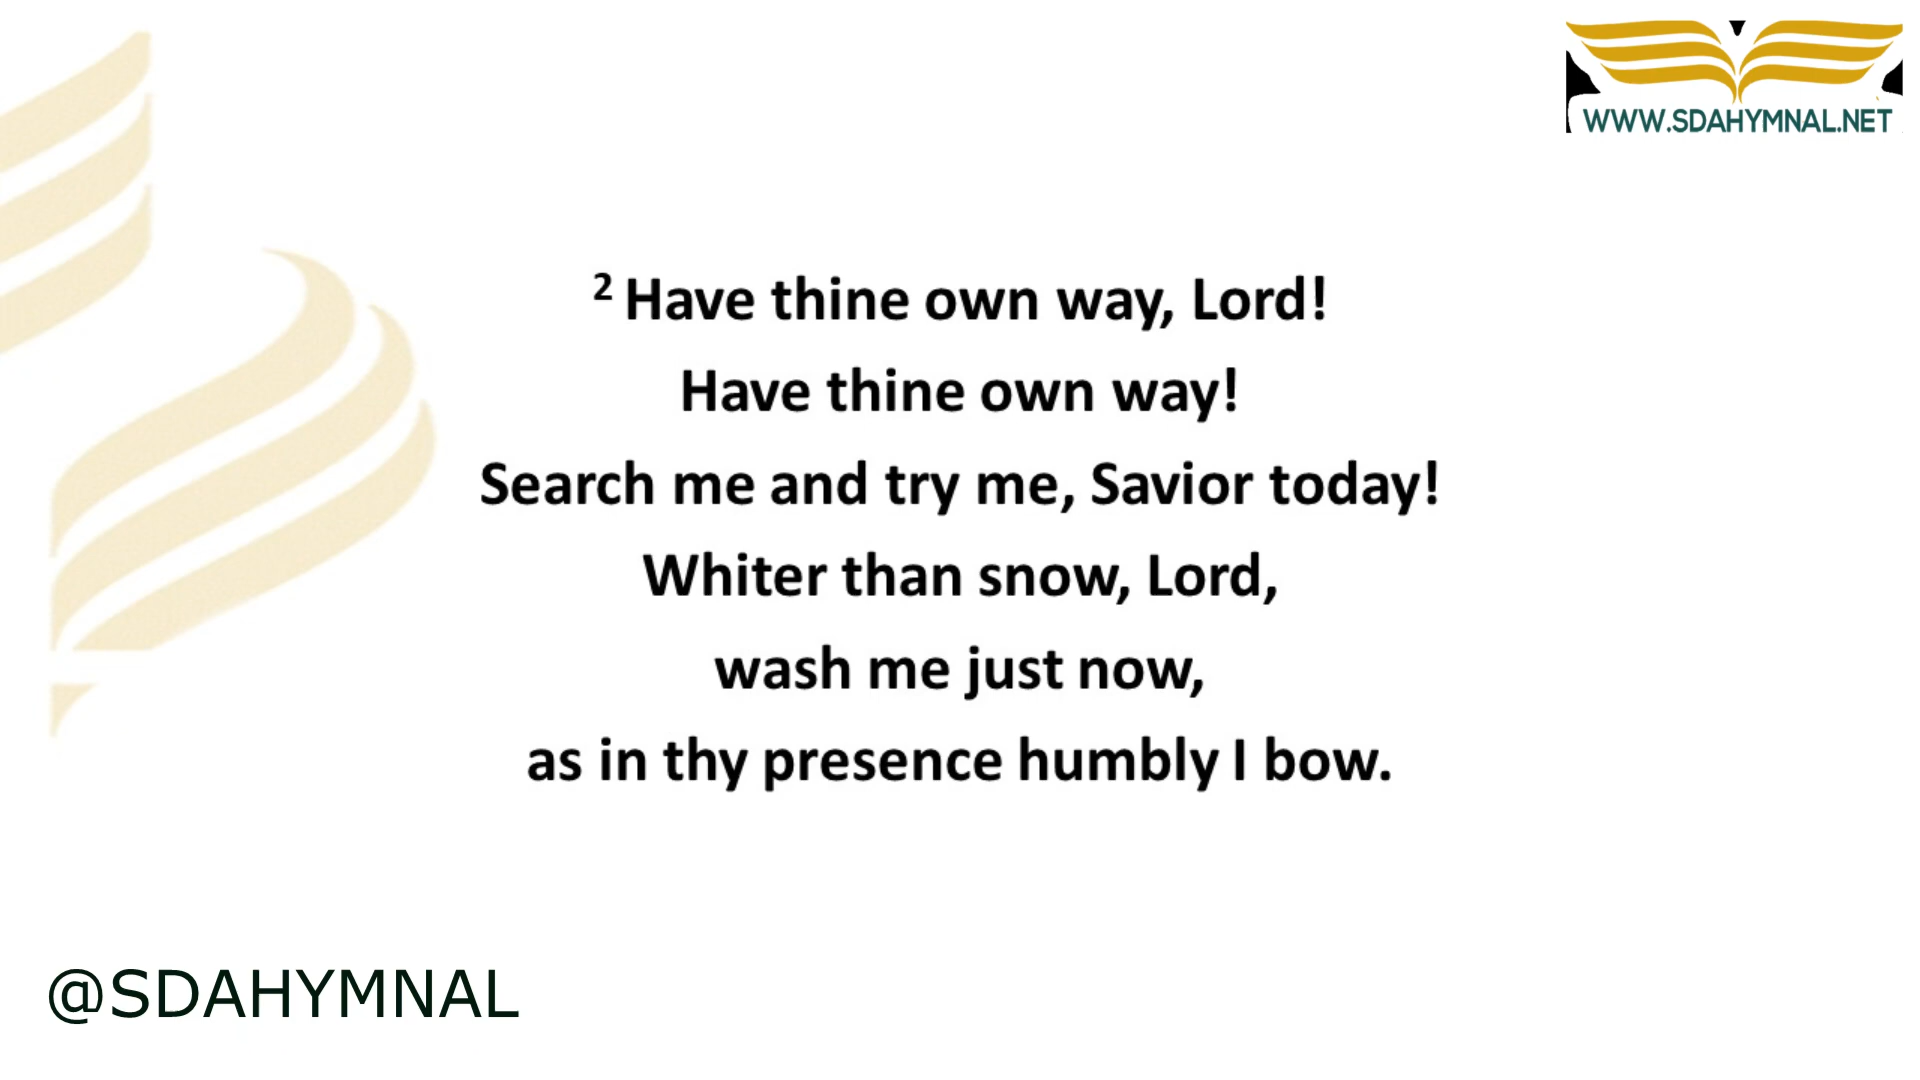 WWW.SDAHYMNAL.NET
2 Have thine own way, Lord!
Have thine own way!
Search me and try me, Savior today!
Whiter than snow, Lord,
wash me just now,
as in thy presence humbly I bow.
@SDAHYMNAL